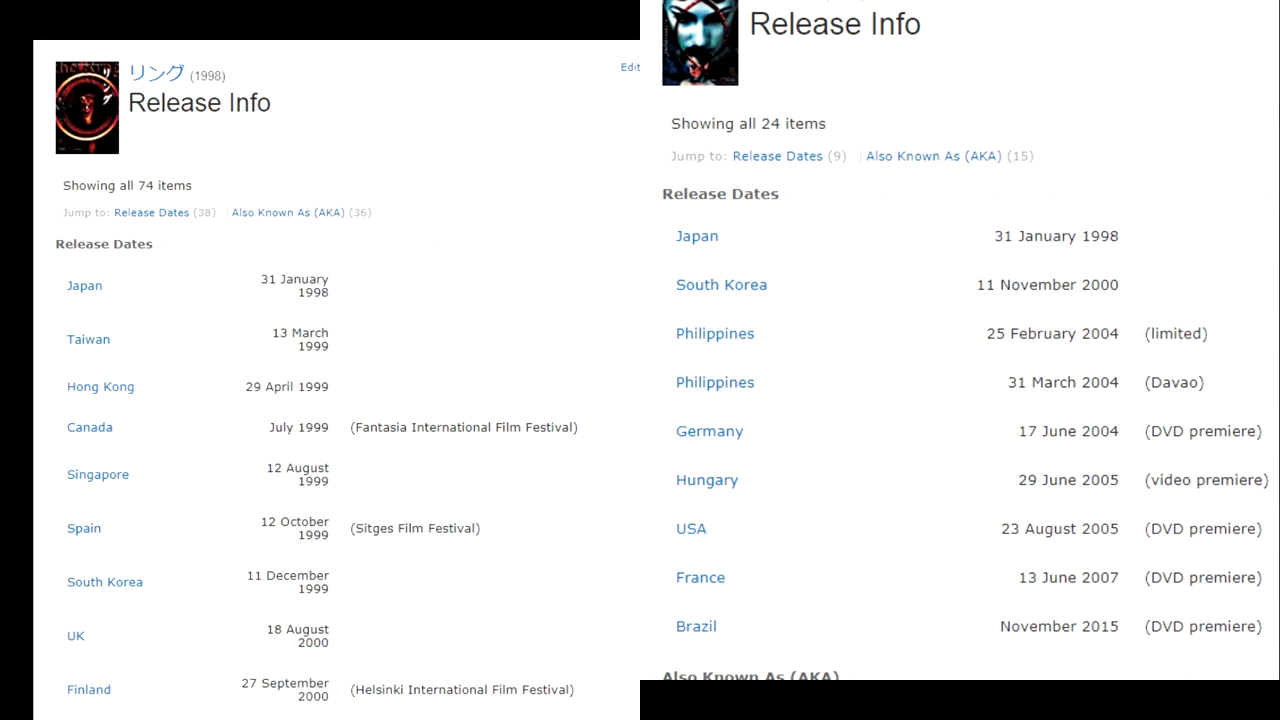 リング (1998)
Edit
Release Info
Showing all 74 items
Jump to: Release Dates (38) | Also Known As (AKA) (36)
Release Dates
Japan 31 January 1998
Taiwan 13 March 1999
Hong Kong 29 April 1999
Canada July 1999 (Fantasia International Film Festival)
Singapore 12 August 1999
Spain 12 October 1999 (Sitges Film Festival)
South Korea 11 December 1999
UK 18 August 2000
Finland 27 September 2000 (Helsinki International Film Festival)
Release Info
Showing all 24 items
Jump to: Release Dates (9) | Also Known As (AKA) (15)
Release Dates
Japan 31 January 1998
South Korea 11 November 2000
Philippines 25 February 2004 (limited)
Philippines 31 March 2004 (Davao)
Germany 17 June 2004 (DVD premiere)
Hungary 29 June 2005 (video premiere)
USA 23 August 2005 (DVD premiere)
France 13 June 2007 (DVD premiere)
Brazil November 2015 (DVD premiere)
Also Known As (AKA)